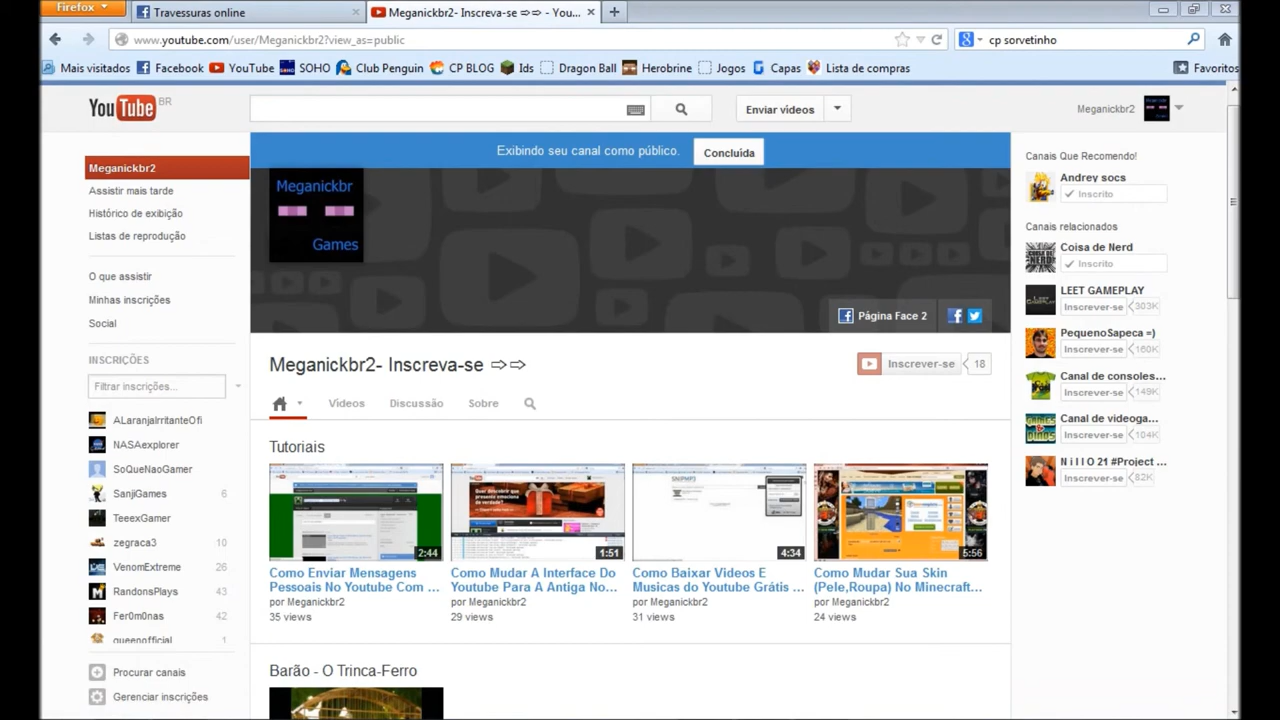 Firefox
Travessuras online
Meganickbr2- Inscreva-se ⇨⇨ - You...
www.youtube.com/user/Meganickbr2?view_as=public
cp sorvetinho
Mais visitados Facebook YouTube SOHO Club Penguin CP BLOG Ids Dragon Ball Herobrine Jogos Capas Lista de compras Favoritos
YouTube BR
Enviar vídeos
Meganickbr2
Exibindo seu canal como público.
Concluída
Meganickbr2
Assistir mais tarde
Histórico de exibição
Listas de reprodução
O que assistir
Minhas inscrições
Social
INSCRIÇÕES
Filtrar inscrições...
ALaranjaIrritanteOfi
NASAexplorer
SoQueNaoGamer
SanjiGames 6
TeeexGamer
zegraca3 10
VenomExtreme 26
RandonsPlays 43
Fer0m0nas 42
queenofficial 1
Procurar canais
Gerenciar inscrições
Meganickbr
Games
Página Face 2
Meganickbr2- Inscreva-se ⇨⇨
Inscrever-se 18
Vídeos Discussão Sobre
Tutoriais
2:44
1:51
4:34
5:56
Como Enviar Mensagens
Pessoais No Youtube Com ...
por Meganickbr2
35 views
Como Mudar A Interface Do
Youtube Para A Antiga No...
por Meganickbr2
29 views
Como Baixar Videos E
Musicas do Youtube Grátis ...
por Meganickbr2
31 views
Como Mudar Sua Skin
(Pele,Roupa) No Minecraft...
por Meganickbr2
24 views
Barão - O Trinca-Ferro
Canais Que Recomendo!
Andrey socs
Inscrito
Canais relacionados
Coisa de Nerd
Inscrito
LEET GAMEPLAY
Inscrever-se 303K
PequenoSapeca =)
Inscrever-se 160K
Canal de consoles...
Inscrever-se 149K
Canal de videoga...
Inscrever-se 104K
N i l l O 21 #Project ...
Inscrever-se 82K